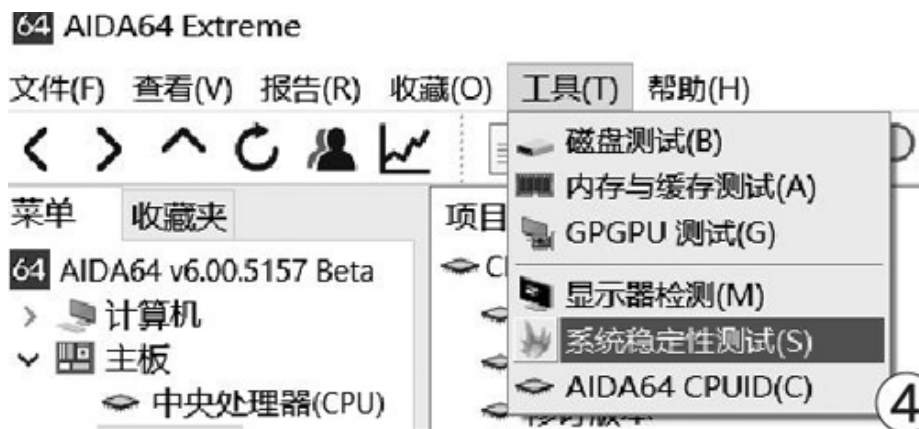 64 AIDA64 Extreme
文件(F) 查看(V) 报告(R) 收藏(O) 工具(T) 帮助(H)
磁盘测试(B)
内存与缓存测试(A)
GPGPU 测试(G)
显示器检测(M)
系统稳定性测试(S)
AIDA64 CPUID(C)
菜单 收藏夹
64 AIDA64 v6.00.5157 Beta
计算机
主板
中央处理器(CPU)
项目
④